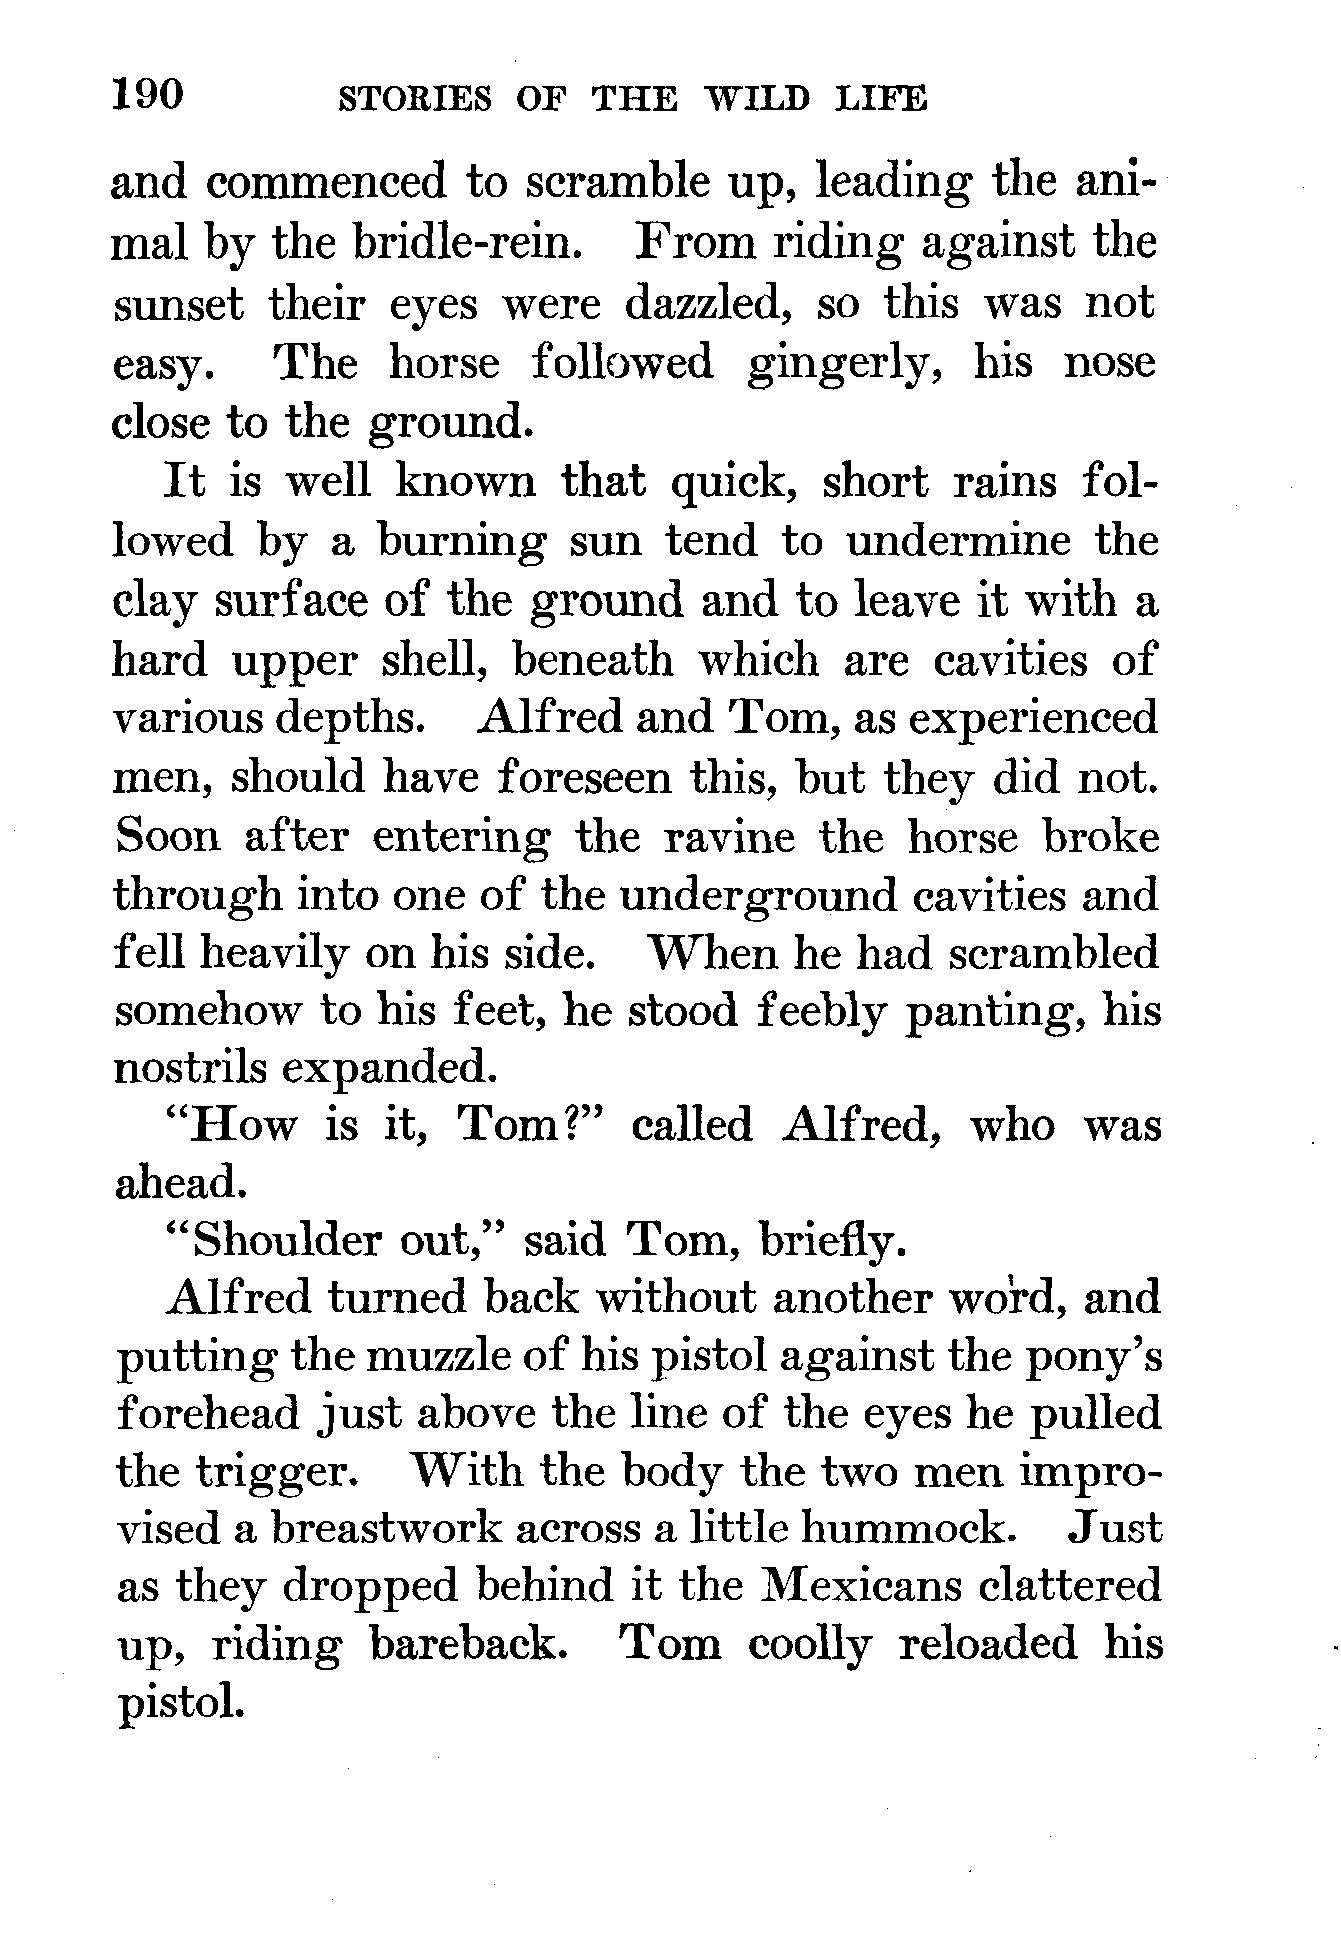 190 STORIES OF THE WILD LIFE
and commenced to scramble up, leading the ani-
mal by the bridle-rein. From riding against the
sunset their eyes were dazzled, so this was not
easy. The horse followed gingerly, his nose
close to the ground.
It is well known that quick, short rains fol-
lowed by a burning sun tend to undermine the
clay surface of the ground and to leave it with a
hard upper shell, beneath which are cavities of
various depths. Alfred and Tom, as experienced
men, should have foreseen this, but they did not.
Soon after entering the ravine the horse broke
through into one of the underground cavities and
fell heavily on his side. When he had scrambled
somehow to his feet, he stood feebly panting, his
nostrils expanded.
“How is it, Tom?” called Alfred, who was
ahead.
“Shoulder out,” said Tom, briefly.
Alfred turned back without another word, and
putting the muzzle of his pistol against the pony’s
forehead just above the line of the eyes he pulled
the trigger. With the body the two men impro-
vised a breastwork across a little hummock. Just
as they dropped behind it the Mexicans clattered
up, riding bareback. Tom coolly reloaded his
pistol.